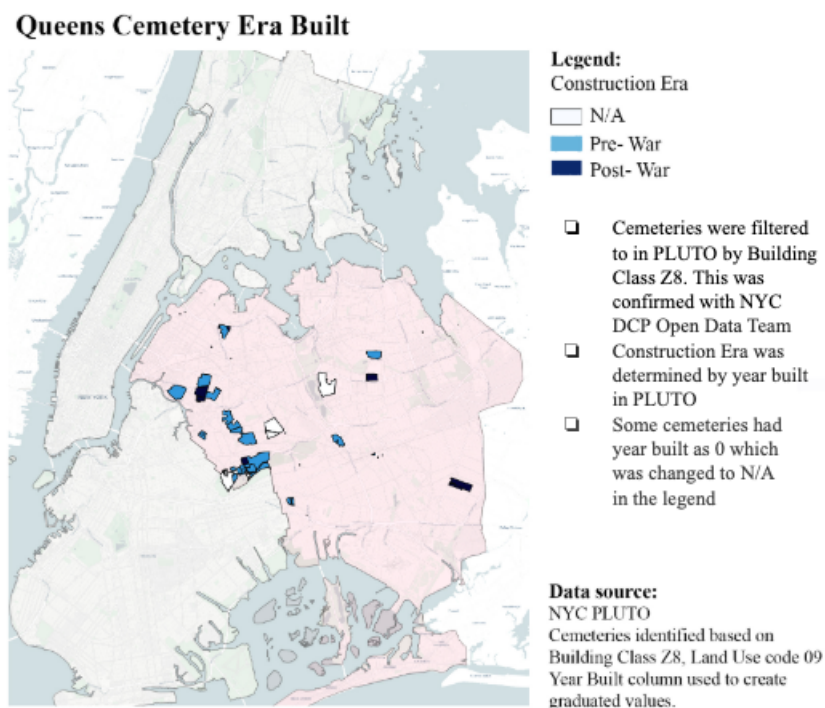 Queens Cemetery Era Built
Legend:
Construction Era
N/A
Pre- War
Post- War
Cemeteries were filtered
to in PLUTO by Building
Class Z8. This was
confirmed with NYC
DCP Open Data Team
Construction Era was
determined by year built
in PLUTO
Some cemeteries had
year built as 0 which
was changed to N/A
in the legend
Data source:
NYC PLUTO
Cemeteries identified based on
Building Class Z8, Land Use code 09
Year Built column used to create
graduated values.